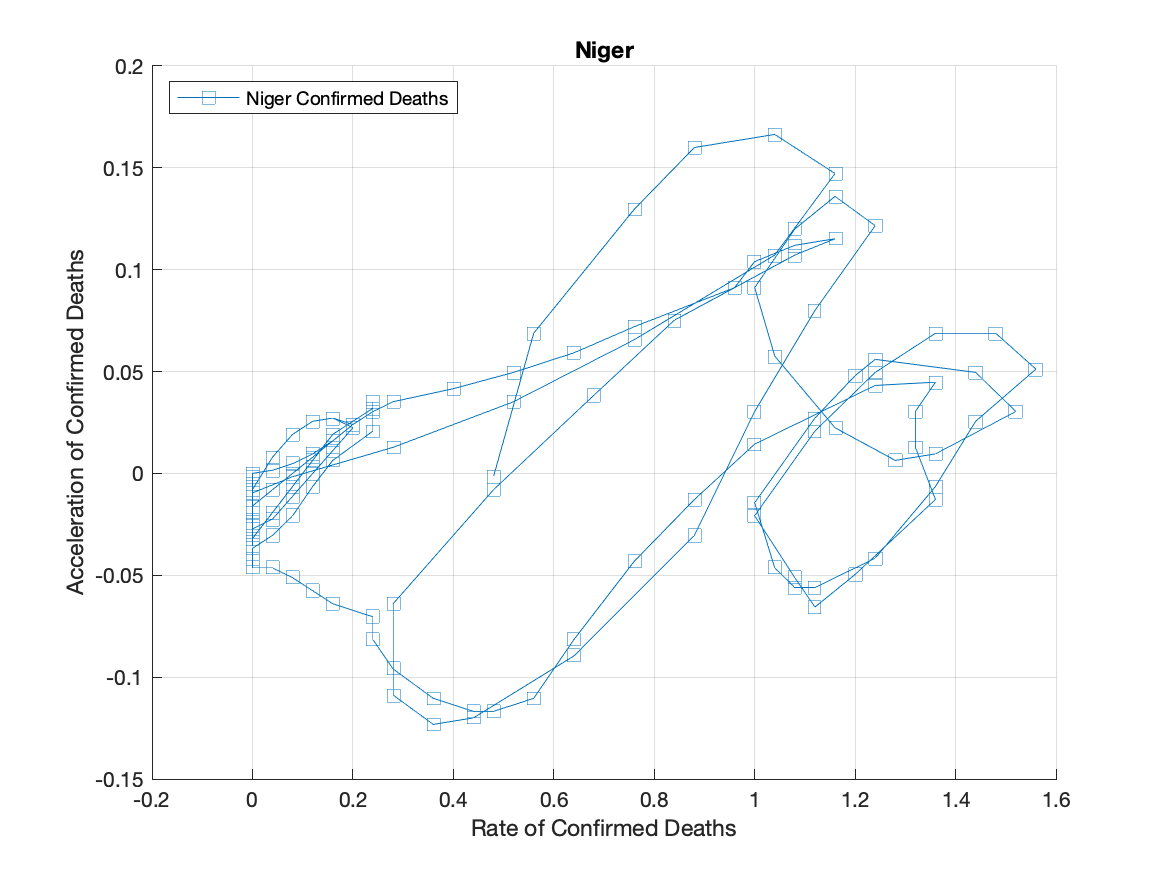 Niger
0.2
Niger Confirmed Deaths
0.15
0.1
0.05
0
-0.05
-0.1
-0.15
Acceleration of Confirmed Deaths
-0.2 0 0.2 0.4 0.6 0.8 1 1.2 1.4 1.6
Rate of Confirmed Deaths